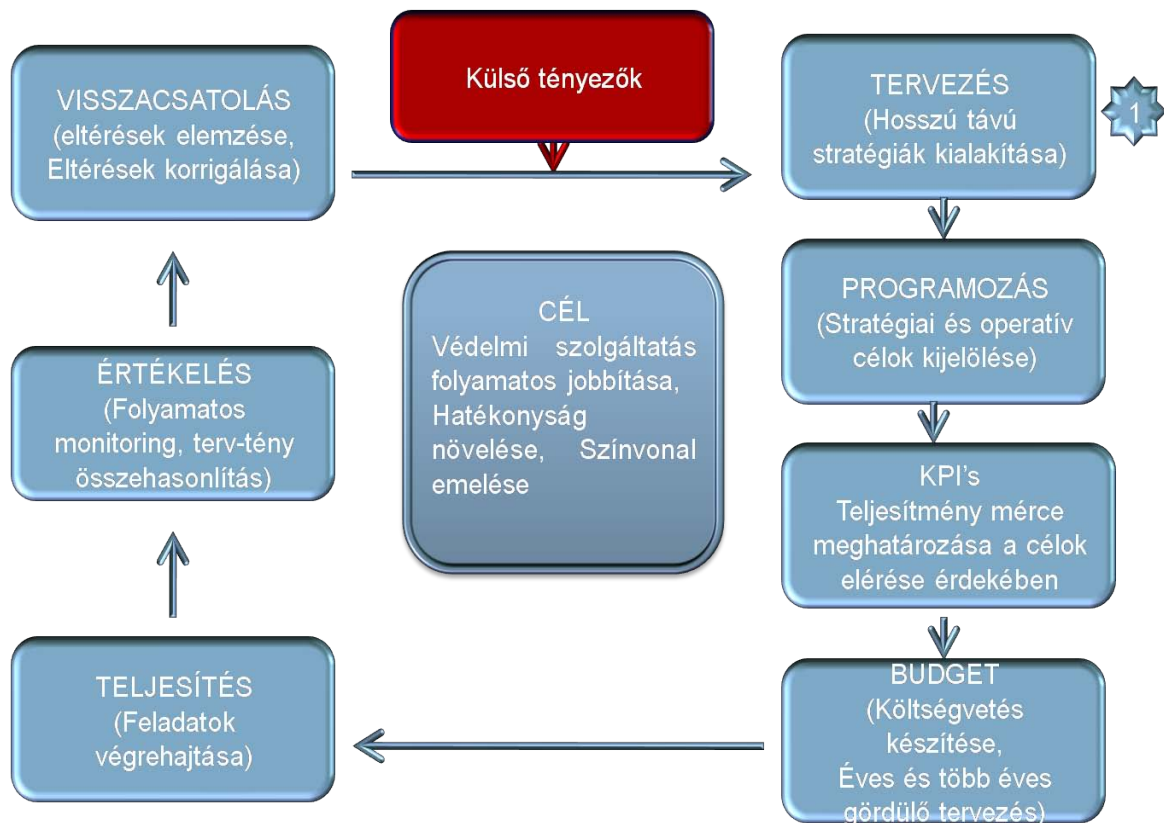 Külső tényezők
VISSZACSATOLÁS
(eltérések elemzése,
Eltérések korrigálása)
TERVEZÉS
(Hosszú távú
stratégiák kialakítása)
1
PROGRAMOZÁS
(Stratégiai és operatív
célok kijelölése)
CÉL
Védelmi szolgáltatás
folyamatos jobbítása,
Hatékonyság
növelése, Színvonal
emelése
ÉRTÉKELÉS
(Folyamatos
monitoring, terv-tény
összehasonlítás)
KPI's
Teljesítmény mérce
meghatározása a célok
elérése érdekében
TELJESÍTÉS
(Feladatok
végrehajtása)
BUDGET
(Költségvetés
készítése,
Éves és több éves
gördülő tervezés)